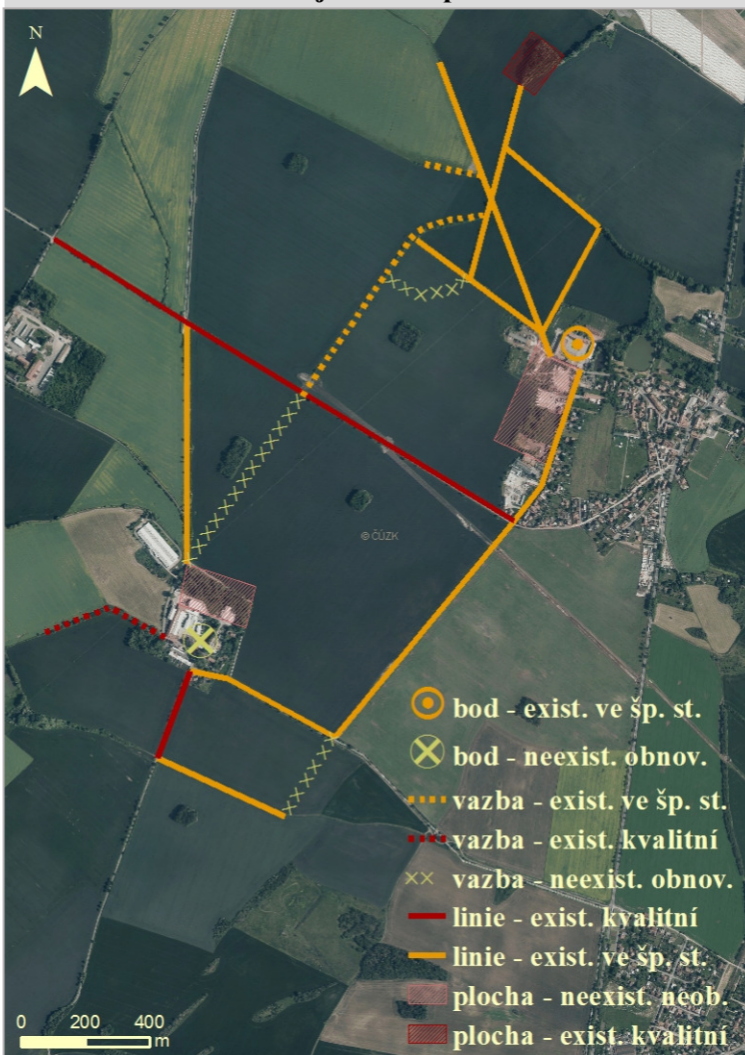 N
© ČÚZK
bod - exist. ve šp. st.
bod - neexist. obnov.
vazba - exist. ve šp. st.
vazba - exist. kvalitní
vazba - neexist. obnov.
linie - exist. kvalitní
linie - exist. ve šp. st.
plocha - neexist. neob.
plocha - exist. kvalitní
0 200 400
m